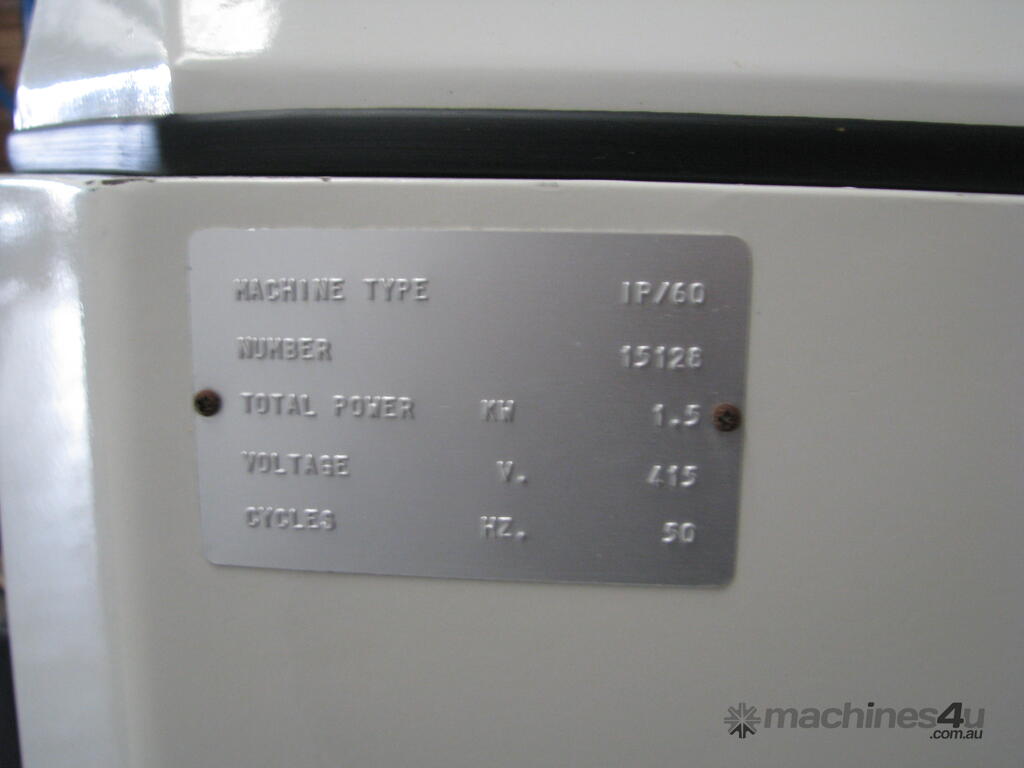 MACHINE TYPE IP/60
NUMBER 15128
TOTAL POWER KW 1.5
VOLTAGE V. 415
CYCLES HZ. 50
machines4u
.com.au